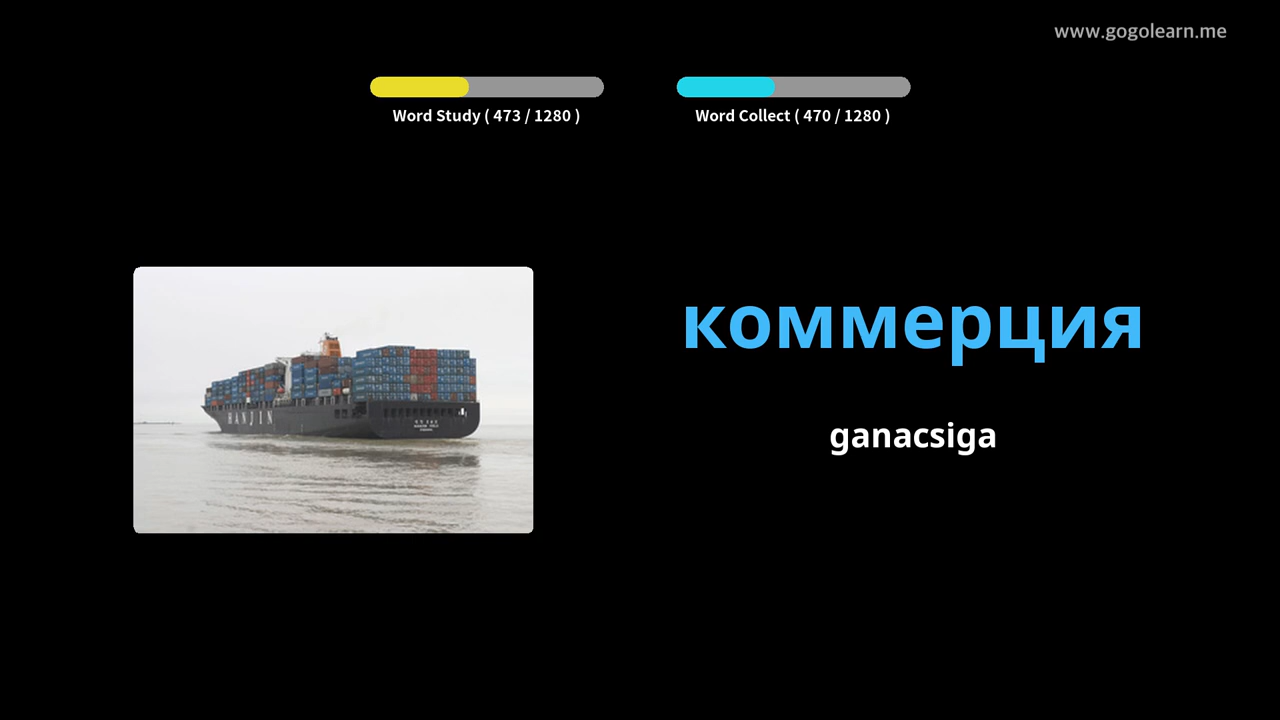 www.gogolearn.me
Word Study ( 473 / 1280 )
Word Collect ( 470 / 1280 )
коммерция
ganacsiga
HANJIN